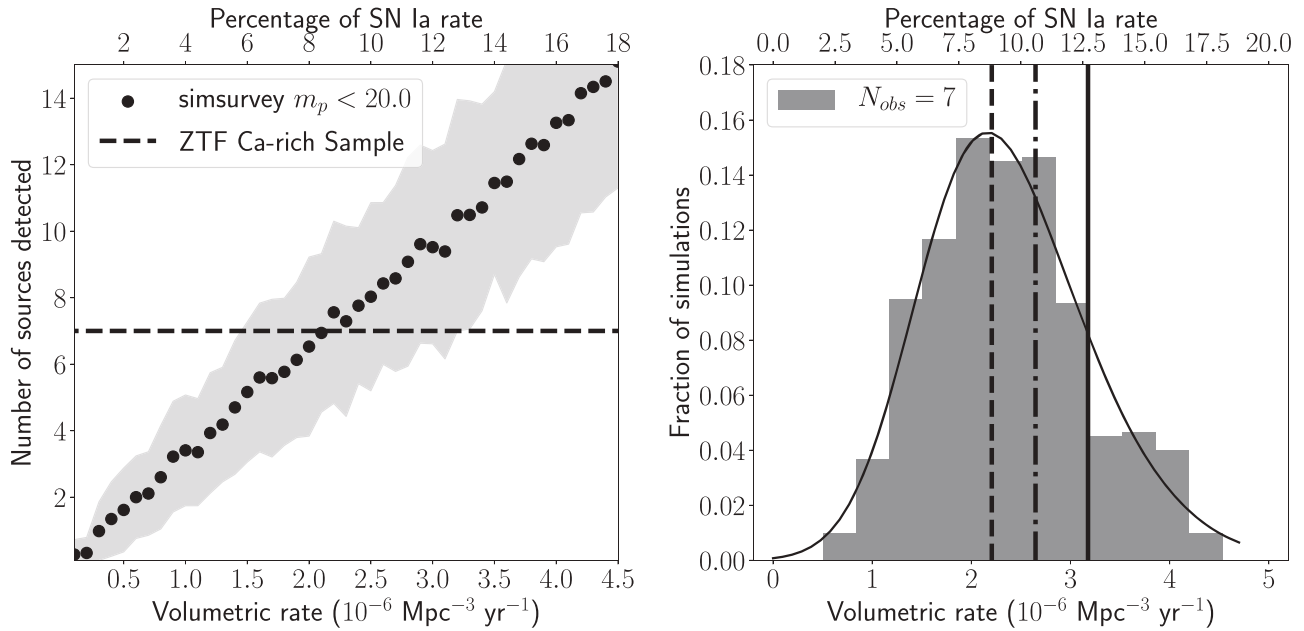 Percentage of SN Ia rate
2 4 6 8 10 12 14 16 18
simsurvey $m_p < 20.0$
ZTF Ca-rich Sample
Number of sources detected
14
12
10
8
6
4
2
0.5 1.0 1.5 2.0 2.5 3.0 3.5 4.0 4.5
Volumetric rate ($10^{-6}$ Mpc$^{-3}$ yr$^{-1}$)
Percentage of SN Ia rate
0.0 2.5 5.0 7.5 10.0 12.5 15.0 17.5 20.0
$N_{obs} = 7$
Fraction of simulations
0.18
0.16
0.14
0.12
0.10
0.08
0.06
0.04
0.02
0.00
0 1 2 3 4 5
Volumetric rate ($10^{-6}$ Mpc$^{-3}$ yr$^{-1}$)